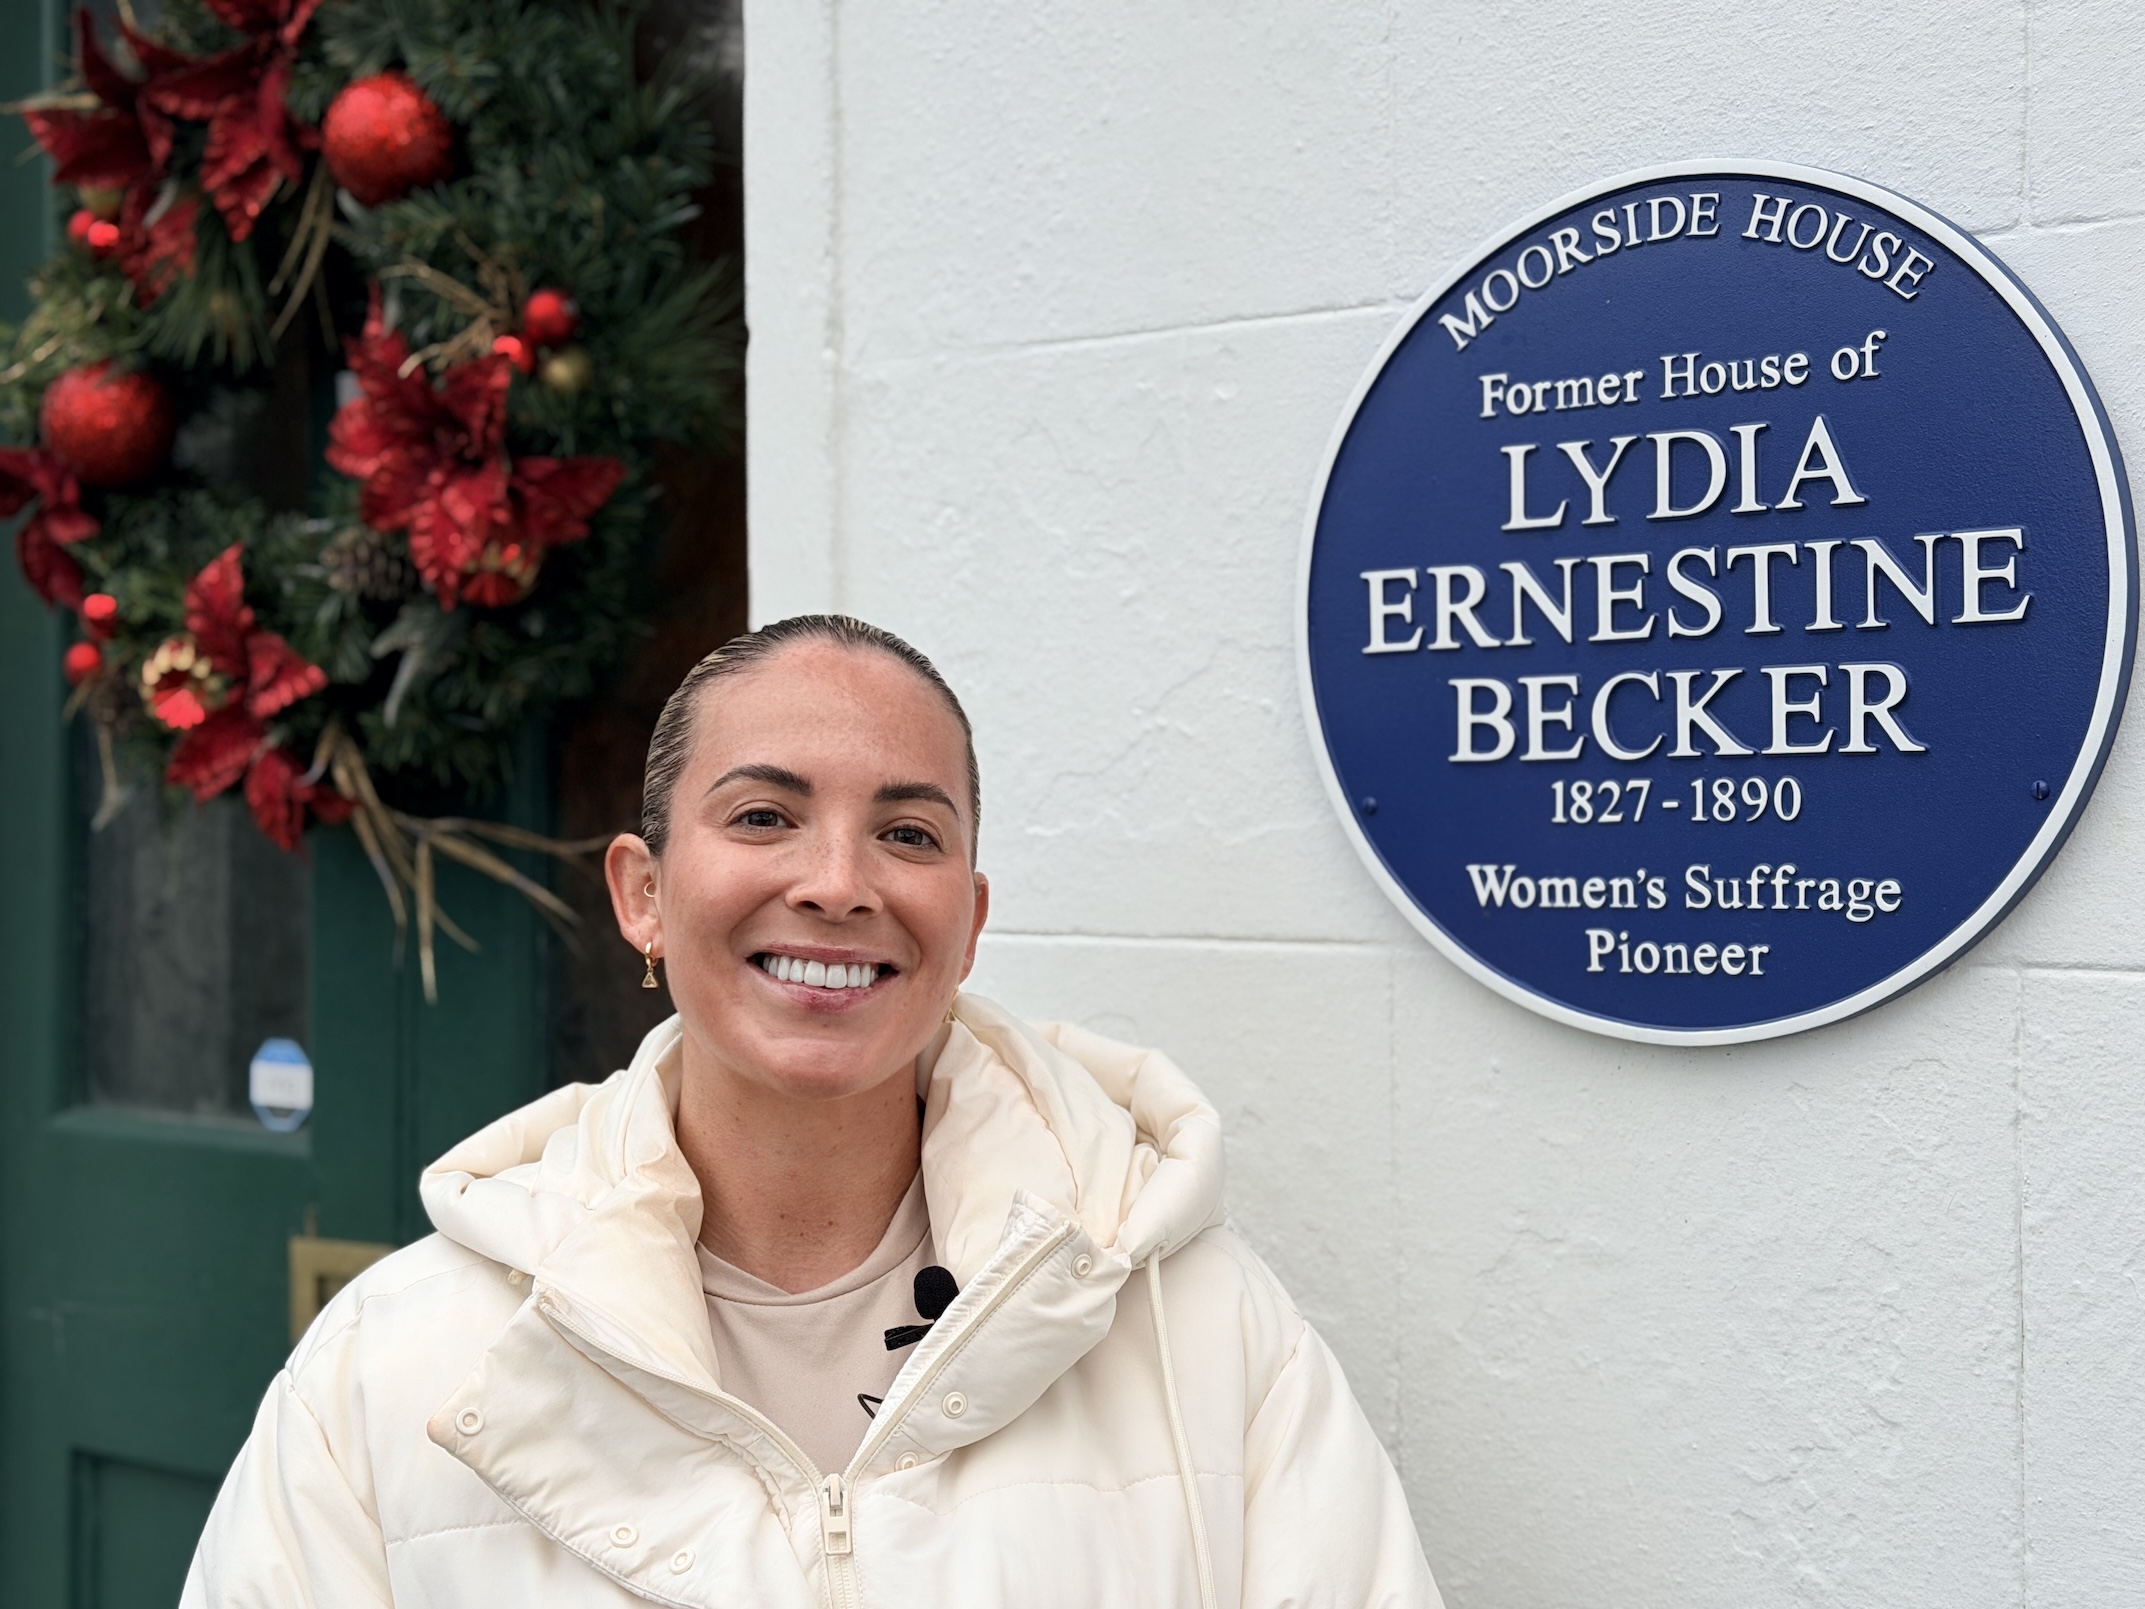 MOORSIDE HOUSE
Former House of
LYDIA
ERNESTINE
BECKER
1827-1890
Women's Suffrage
Pioneer